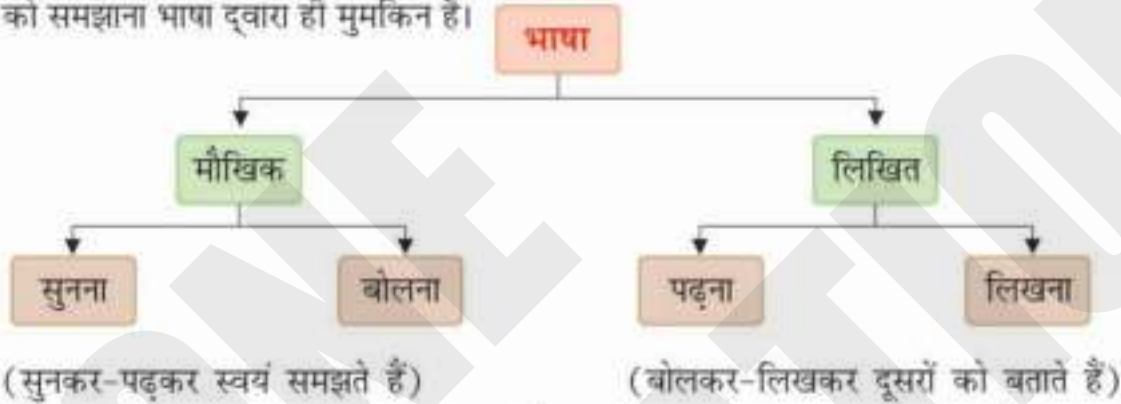 को समझाना भाषा द्वारा ही मुमकिन है।
भाषा
मौखिक लिखित
सुनना बोलना पढ़ना लिखना
(सुनकर-पढ़कर स्वयं समझते हैं) (बोलकर-लिखकर दूसरों को बताते हैं)